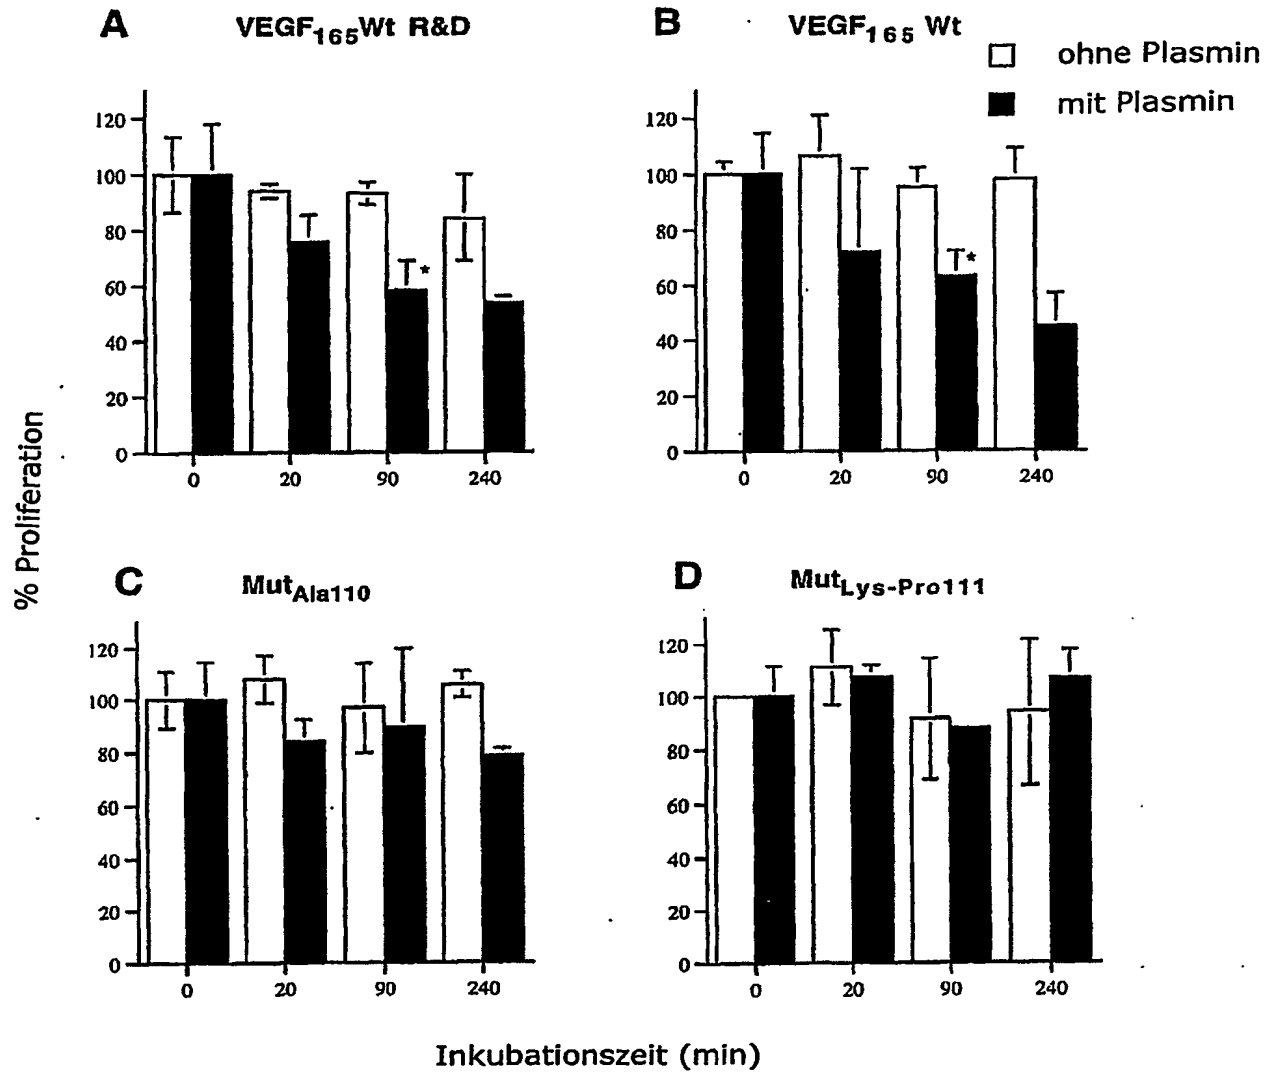 A VEGF165Wt R&D
120
100
80
60
40
20
0
0 20 90 240
*
B VEGF165 Wt
ohne Plasmin
mit Plasmin
120
100
80
60
40
20
0
0 20 90 240
*
% Proliferation
C MutAla110
120
100
80
60
40
20
0
0 20 90 240
D MutLys-Pro111
120
100
80
60
40
20
0
0 20 90 240
Inkubationszeit (min)